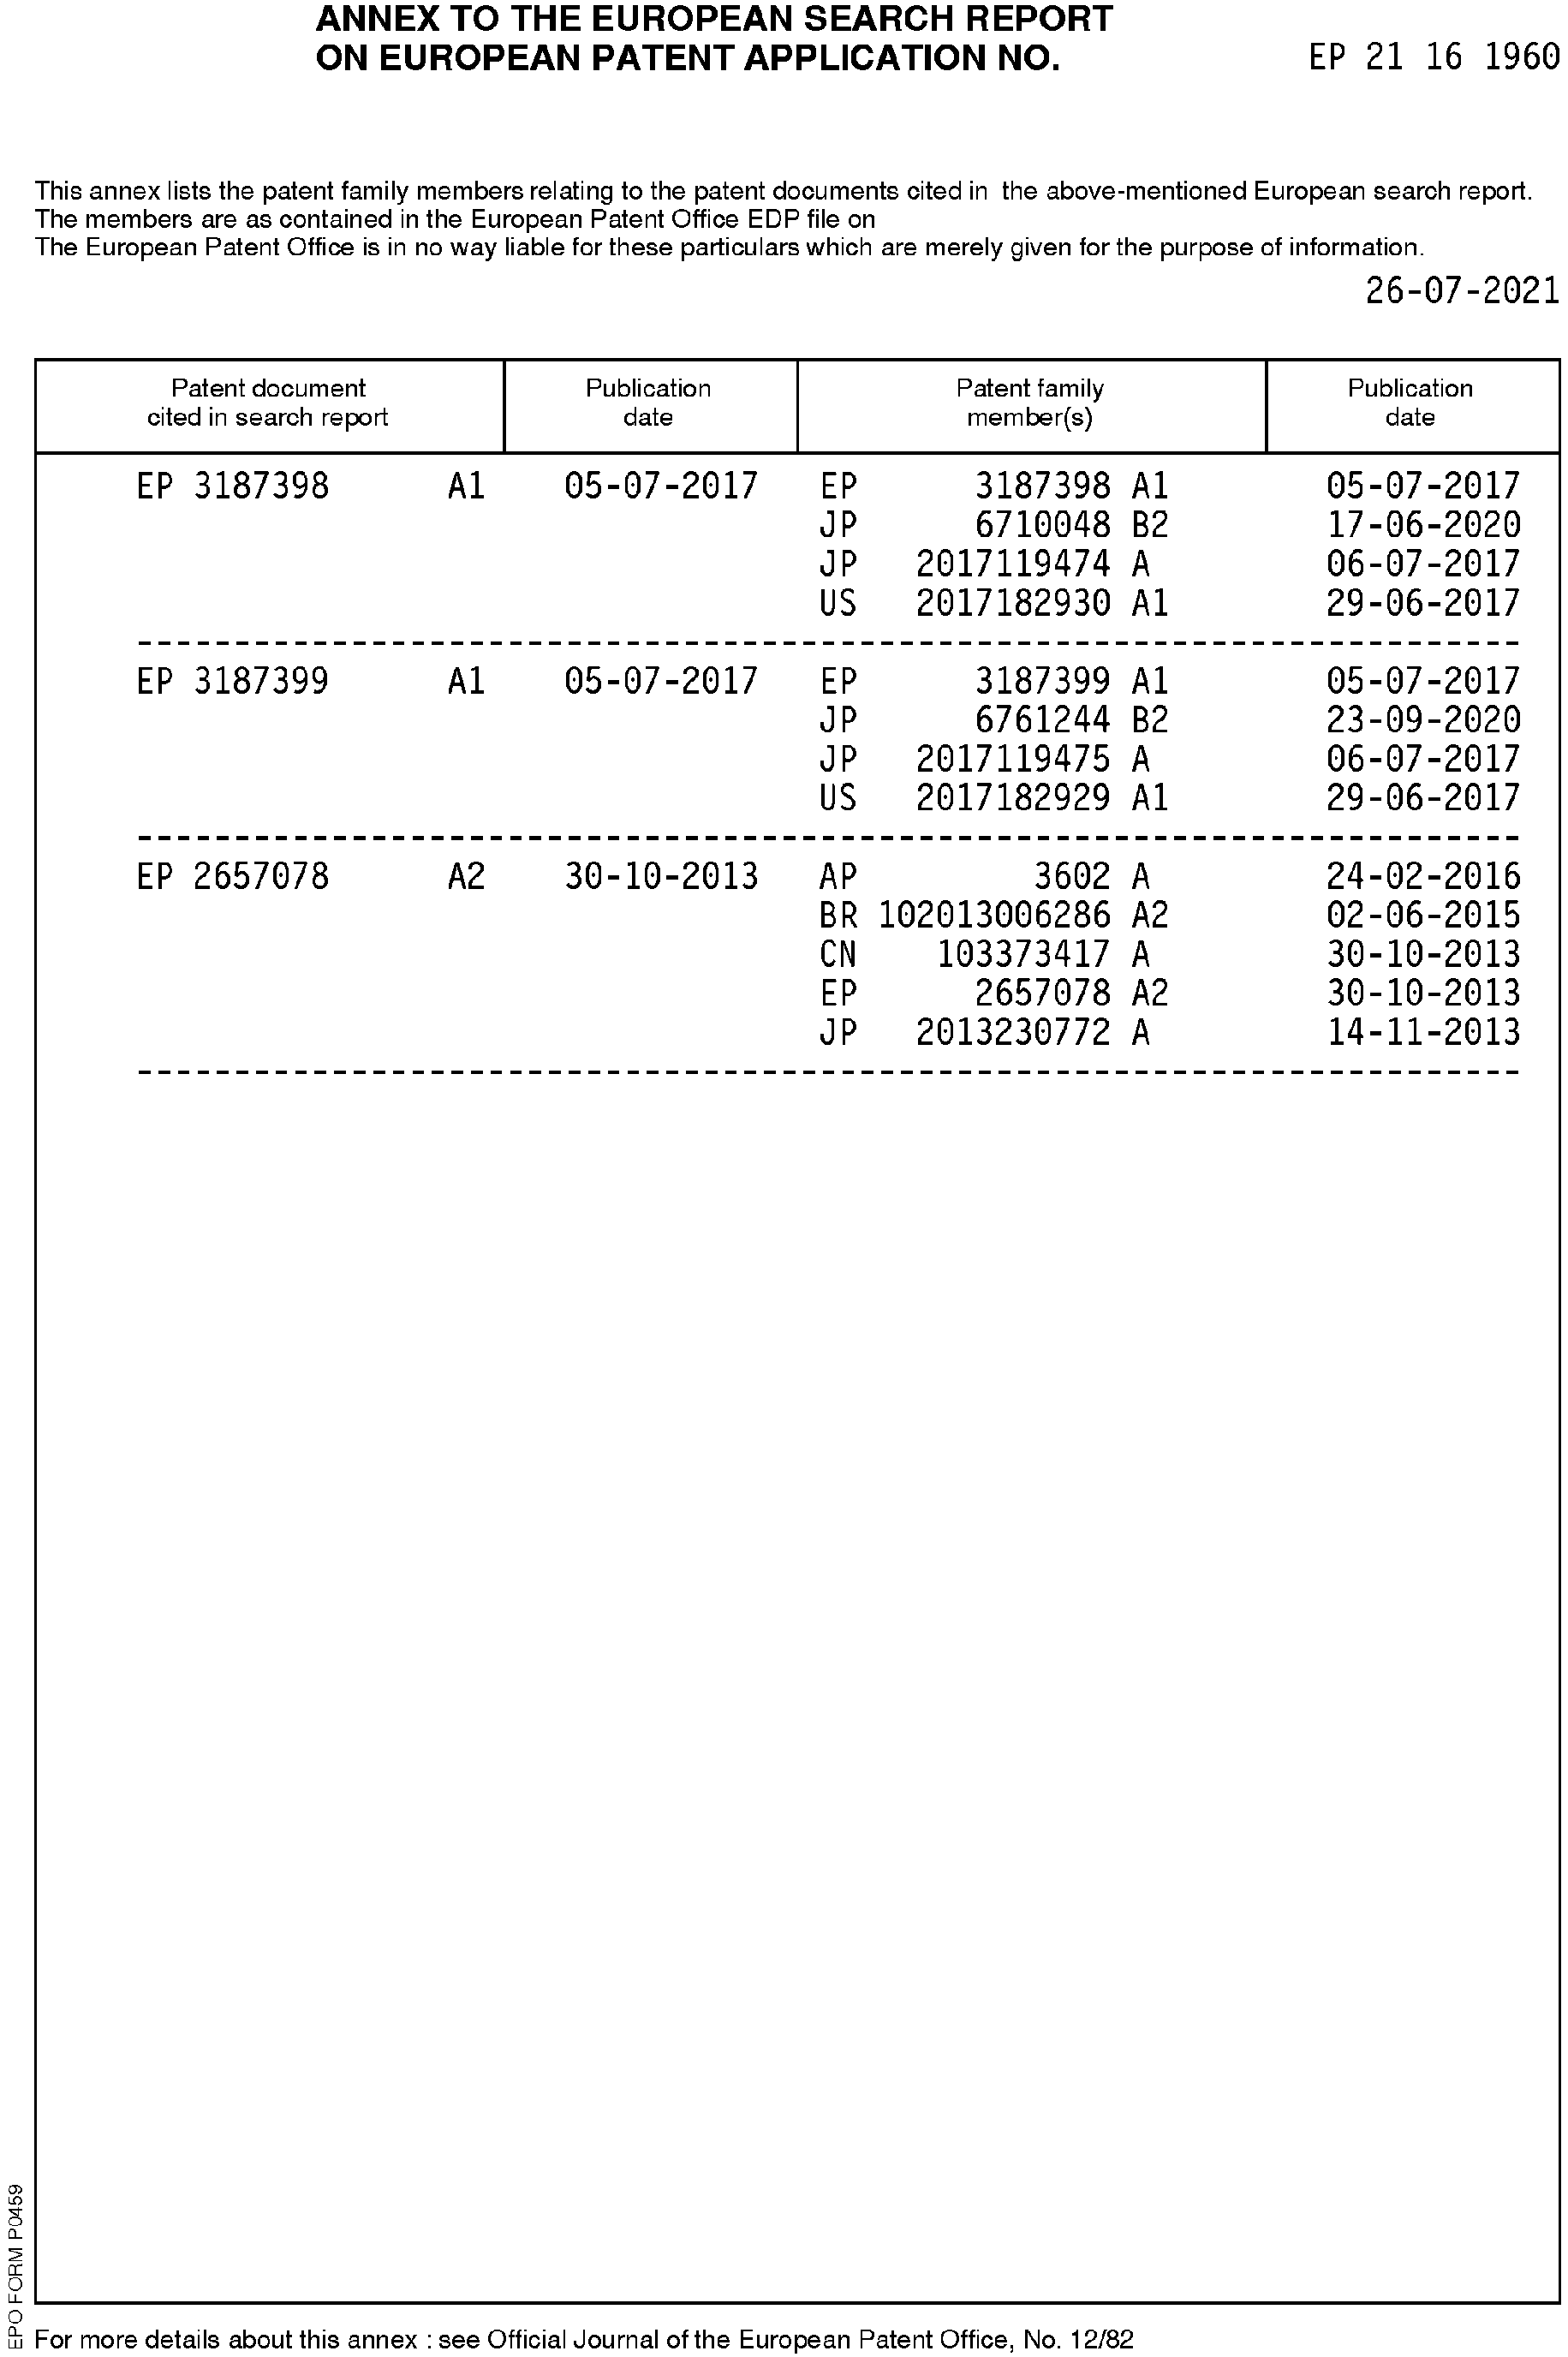 ANNEX TO THE EUROPEAN SEARCH REPORT
ON EUROPEAN PATENT APPLICATION NO. EP 21 16 1960
This annex lists the patent family members relating to the patent documents cited in the above-mentioned European search report.
The members are as contained in the European Patent Office EDP file on
The European Patent Office is in no way liable for these particulars which are merely given for the purpose of information.
26-07-2021
Patent document cited in search report | Publication date | Patent family member(s) | Publication date
EP 3187398 A1 05-07-2017 EP 3187398 A1 05-07-2017
JP 6710048 B2 17-06-2020
JP 2017119474 A 06-07-2017
US 2017182930 A1 29-06-2017
EP 3187399 A1 05-07-2017 EP 3187399 A1 05-07-2017
JP 6761244 B2 23-09-2020
JP 2017119475 A 06-07-2017
US 2017182929 A1 29-06-2017
EP 2657078 A2 30-10-2013 AP 3602 A 24-02-2016
BR 102013006286 A2 02-06-2015
CN 103373417 A 30-10-2013
EP 2657078 A2 30-10-2013
JP 2013230772 A 14-11-2013
EPO FORM P0459
For more details about this annex : see Official Journal of the European Patent Office, No. 12/82